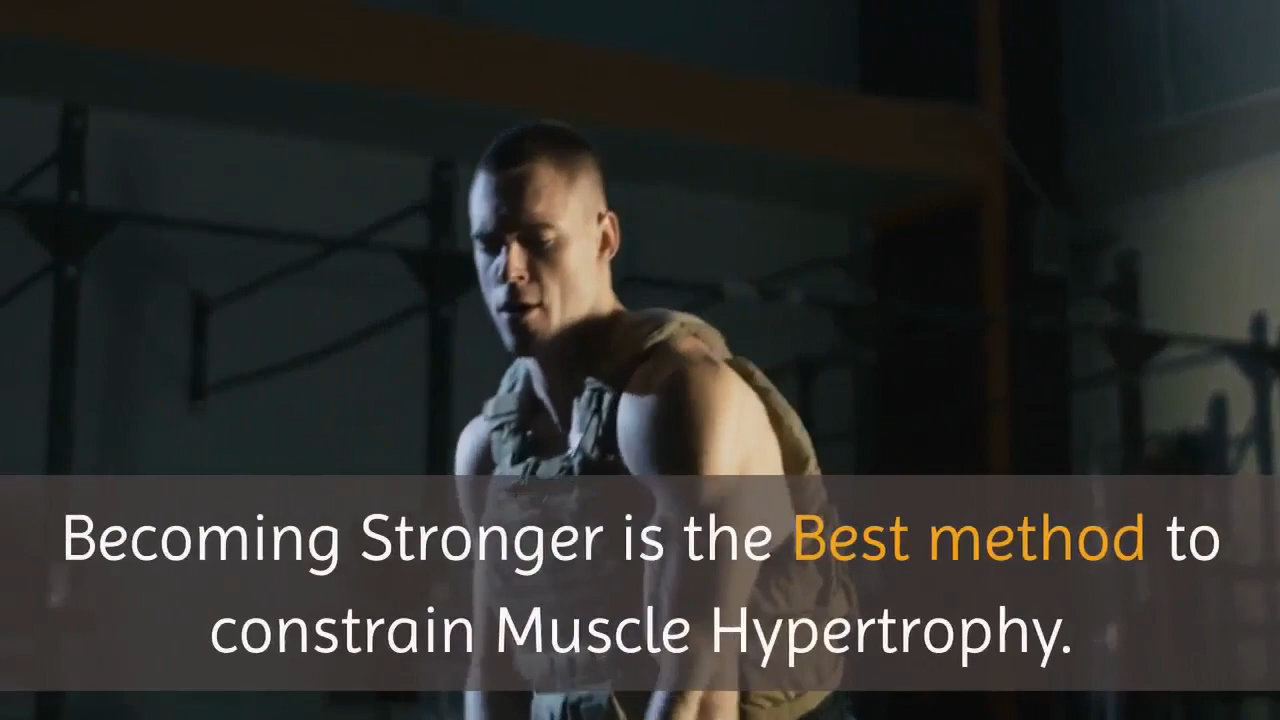 Becoming Stronger is the Best method to
constrain Muscle Hypertrophy.